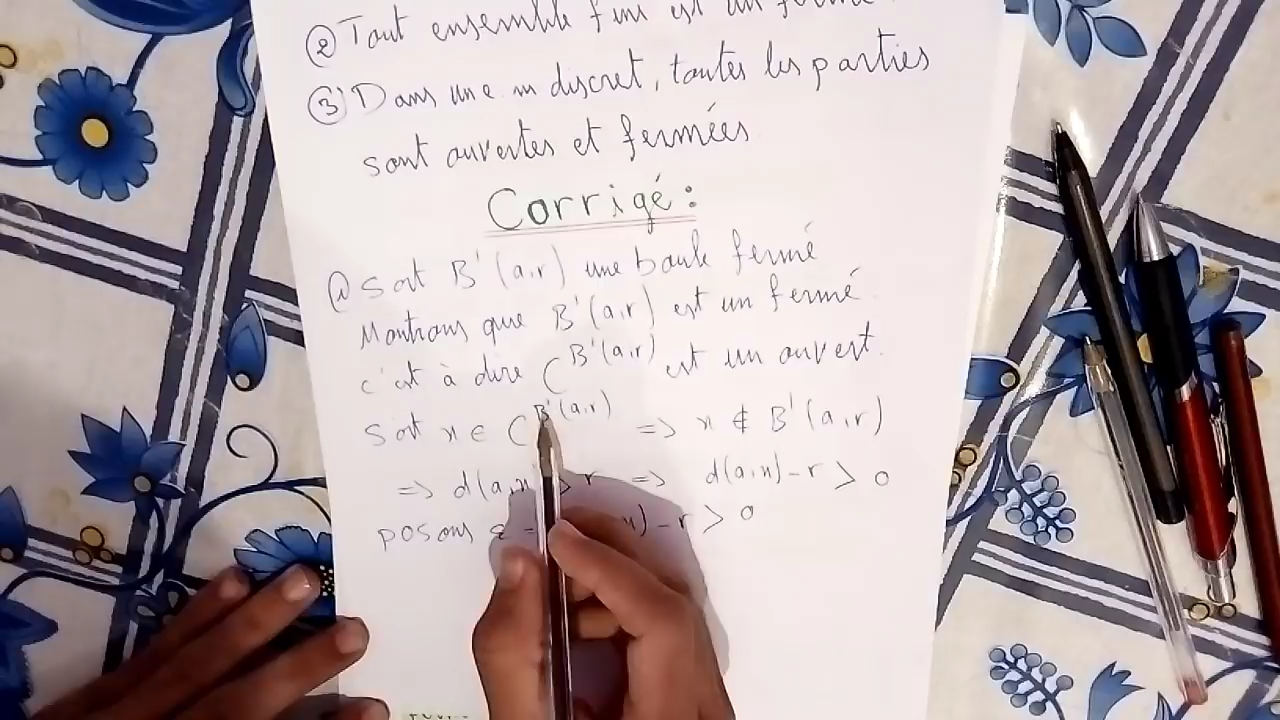 ② Tout ensemble fini est un fermé.
③ Dans une m discret, toutes les parties
sont ouvertes et fermées
Corrigé :
① Soit B'(a,r) une boule fermé
Montrons que B'(a,r) est un fermé.
c'est à dire C^B'(a,r) est un ouvert.
Soit x ∈ C^B'(a,r) => x ∉ B'(a,r)
=> d(a,x) > r => d(a,x) - r > 0
posons ε = x) - r > 0